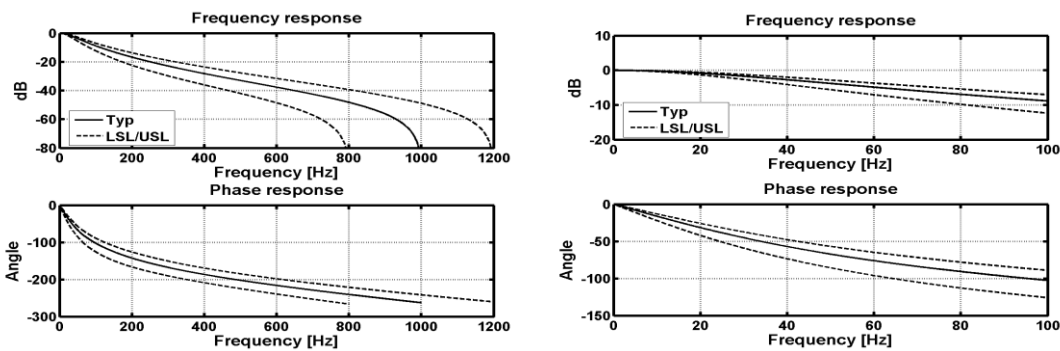 Frequency response
0
-20
-40
-60
-80
dB
Typ
LSL/USL
0 200 400 600 800 1000 1200
Frequency [Hz]
Phase response
0
-100
-200
-300
Angle
0 200 400 600 800 1000 1200
Frequency [Hz]
Frequency response
10
0
-10
-20
dB
Typ
LSL/USL
0 20 40 60 80 100
Frequency [Hz]
Phase response
0
-50
-100
-150
Angle
0 20 40 60 80 100
Frequency [Hz]